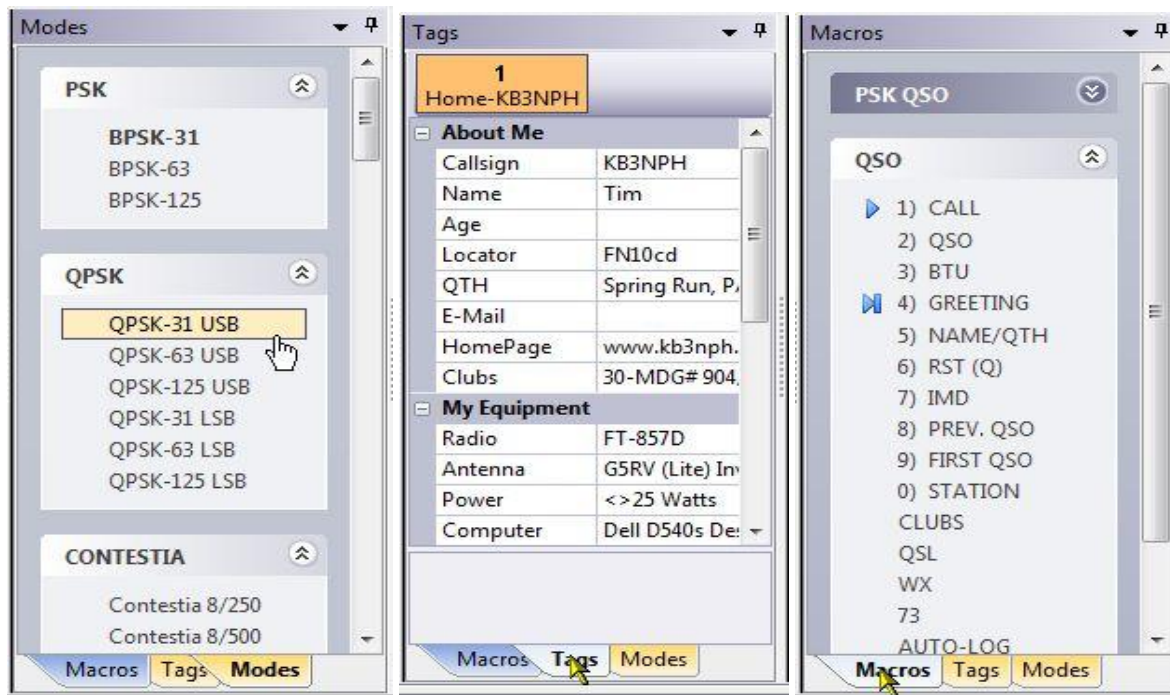 Modes
PSK
BPSK-31
BPSK-63
BPSK-125
QPSK
QPSK-31 USB
QPSK-63 USB
QPSK-125 USB
QPSK-31 LSB
QPSK-63 LSB
QPSK-125 LSB
CONTESTIA
Contestia 8/250
Contestia 8/500
Macros Tags Modes
Tags
1
Home-KB3NPH
About Me
Callsign KB3NPH
Name Tim
Age
Locator FN10cd
QTH Spring Run, PA
E-Mail
HomePage www.kb3nph.
Clubs 30-MDG# 904,
My Equipment
Radio FT-857D
Antenna G5RV (Lite) Inv
Power <>25 Watts
Computer Dell D540s Des
Macros Tags Modes
Macros
PSK QSO
QSO
1) CALL
2) QSO
3) BTU
4) GREETING
5) NAME/QTH
6) RST (Q)
7) IMD
8) PREV. QSO
9) FIRST QSO
0) STATION
CLUBS
QSL
WX
73
AUTO-LOG
Macros Tags Modes